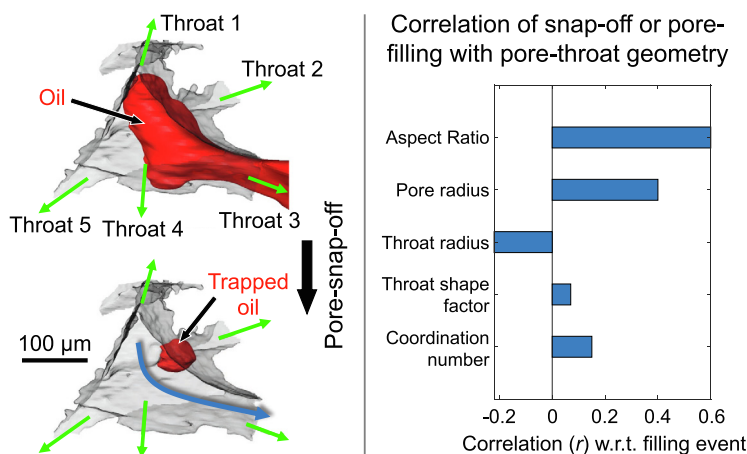 Throat 1
Throat 2
Oil
Throat 5
Throat 4
Throat 3
Pore-snap-off
Trapped
oil
100 µm
Correlation of snap-off or pore-
filling with pore-throat geometry
Aspect Ratio
Pore radius
Throat radius
Throat shape
factor
Coordination
number
-0.2 0 0.2 0.4 0.6
Correlation (r) w.r.t. filling event